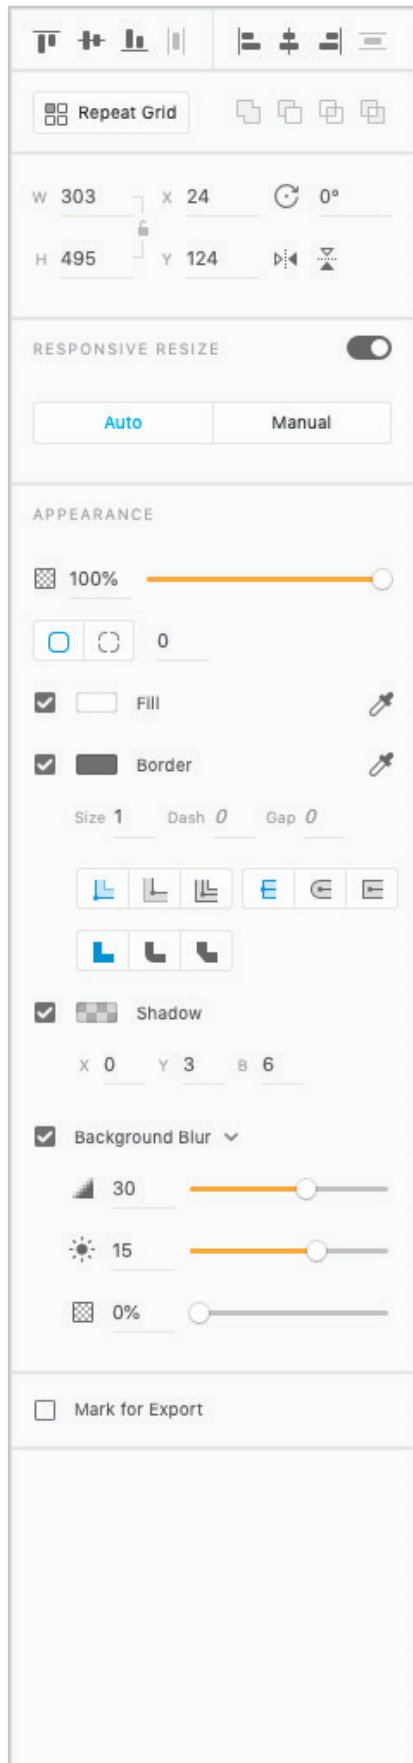 Repeat Grid
W 303 X 24 0°
H 495 Y 124
RESPONSIVE RESIZE
Auto Manual
APPEARANCE
100%
0
Fill
Border
Size 1 Dash 0 Gap 0
Shadow
X 0 Y 3 B 6
Background Blur
30
15
0%
Mark for Export